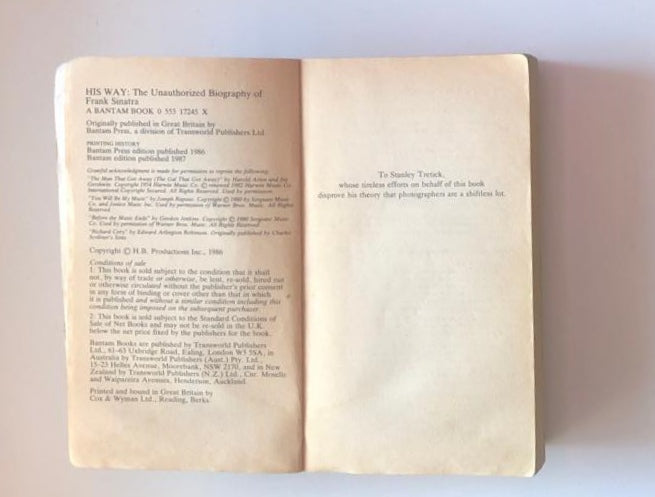 HIS WAY: The Unauthorized Biography of
Frank Sinatra
A BANTAM BOOK 0 553 17245 X
Originally published in Great Britain by
Bantam Press, a division of Transworld Publishers Ltd
PRINTING HISTORY
Bantam Press edition published 1986
Bantam edition published 1987
Grateful acknowledgment is made for permission to reprint the following:
"The Man That Got Away (The Gal That Got Away)" by Harold Arlen and Ira
Gershwin. Copyright 1954 Harwin Music Co. © renewed 1982 Harwin Music Co.
International Copyright Secured. All Rights Reserved. Used by permission.
"You Will Be My Music" by Joseph Raposo. Copyright © by Sergeant Music
Co. and Jonico Music Inc. Used by permission of Warner Bros. Music. All Rights
Reserved.
"Before the Music Ends" by Gordon Jenkins. Copyright © 1980 Sergeant Music
Co. Used by permission of Warner Bros. Music. All Rights Reserved.
"Richard Cory" by Edward Arlington Robinson. Originally published by Charles
Scribner's Sons.
Copyright © H.B. Productions Inc., 1986
Conditions of sale
1: This book is sold subject to the condition that it shall
not, by way of trade or otherwise, be lent, re-sold, hired out
or otherwise circulated without the publisher's prior consent
in any form of binding or cover other than that in which
it is published and without a similar condition including this
condition being imposed on the subsequent purchaser.
2: This book is sold subject to the Standard Conditions of
Sale of Net Books and may not be re-sold in the U.K.
below the net price fixed by the publishers for the book.
Bantam Books are published by Transworld Publishers
Ltd., 61-63 Uxbridge Road, Ealing, London W5 5SA, in
Australia by Transworld Publishers (Aust.) Pty. Ltd.,
15-23 Helles Avenue, Moorebank, NSW 2170, and in New
Zealand by Transworld Publishers (N.Z.) Ltd., Cnr. Moselle
and Waipareira Avenues, Henderson, Auckland.
Printed and bound in Great Britain by
Cox & Wyman Ltd., Reading, Berks.
To Stanley Tretick,
whose tireless efforts on behalf of this book
disprove his theory that photographers are a shiftless lot.